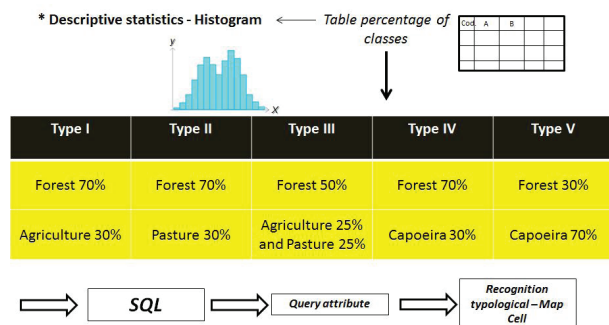 * Descriptive statistics - Histogram
Table percentage of
classes
Cod A B
y
x
Type I Type II Type III Type IV Type V
Forest 70% Forest 70% Forest 50% Forest 70% Forest 30%
Agriculture 30% Pasture 30% Agriculture 25% Capoeira 30% Capoeira 70%
and Pasture 25%
SQL
Query attribute
Recognition
typological – Map
Cell